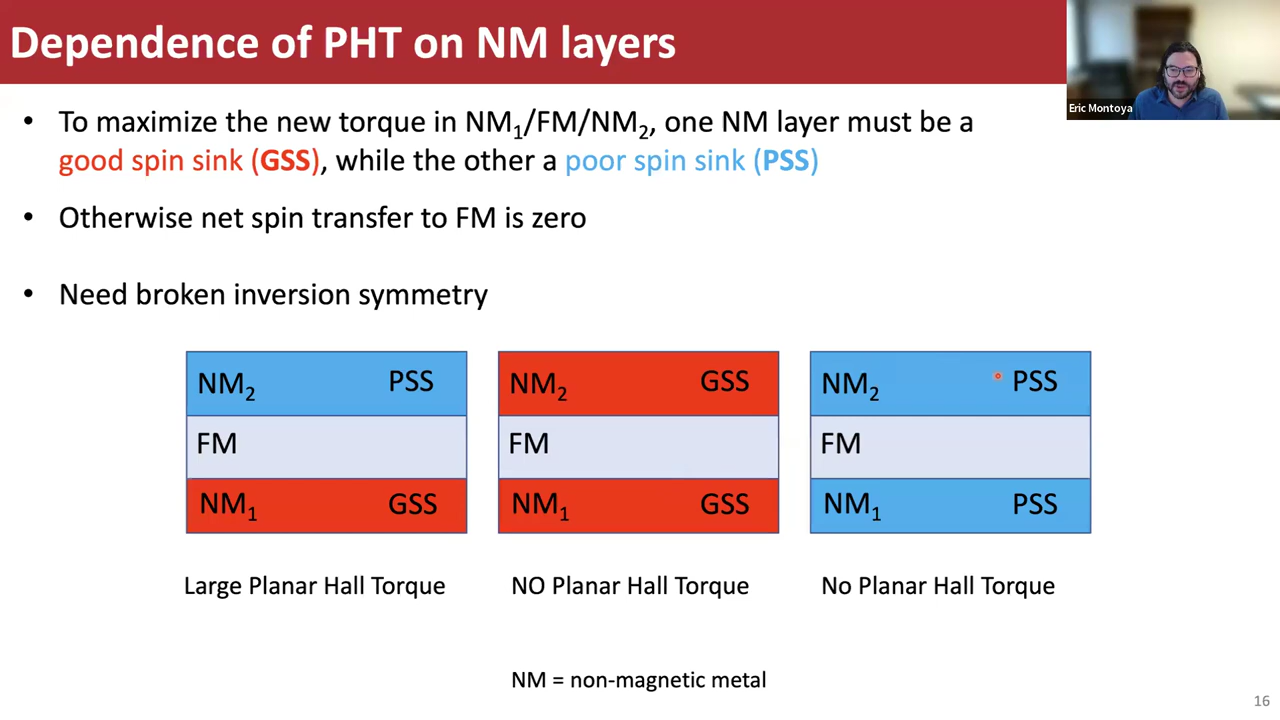 Dependence of PHT on NM layers
Eric Montoya
• To maximize the new torque in NM₁/FM/NM₂, one NM layer must be a
good spin sink (GSS), while the other a poor spin sink (PSS)
• Otherwise net spin transfer to FM is zero
• Need broken inversion symmetry
NM₂ PSS
FM
NM₁ GSS
Large Planar Hall Torque
NM₂ GSS
FM
NM₁ GSS
NO Planar Hall Torque
NM₂ PSS
FM
NM₁ PSS
No Planar Hall Torque
NM = non-magnetic metal
16